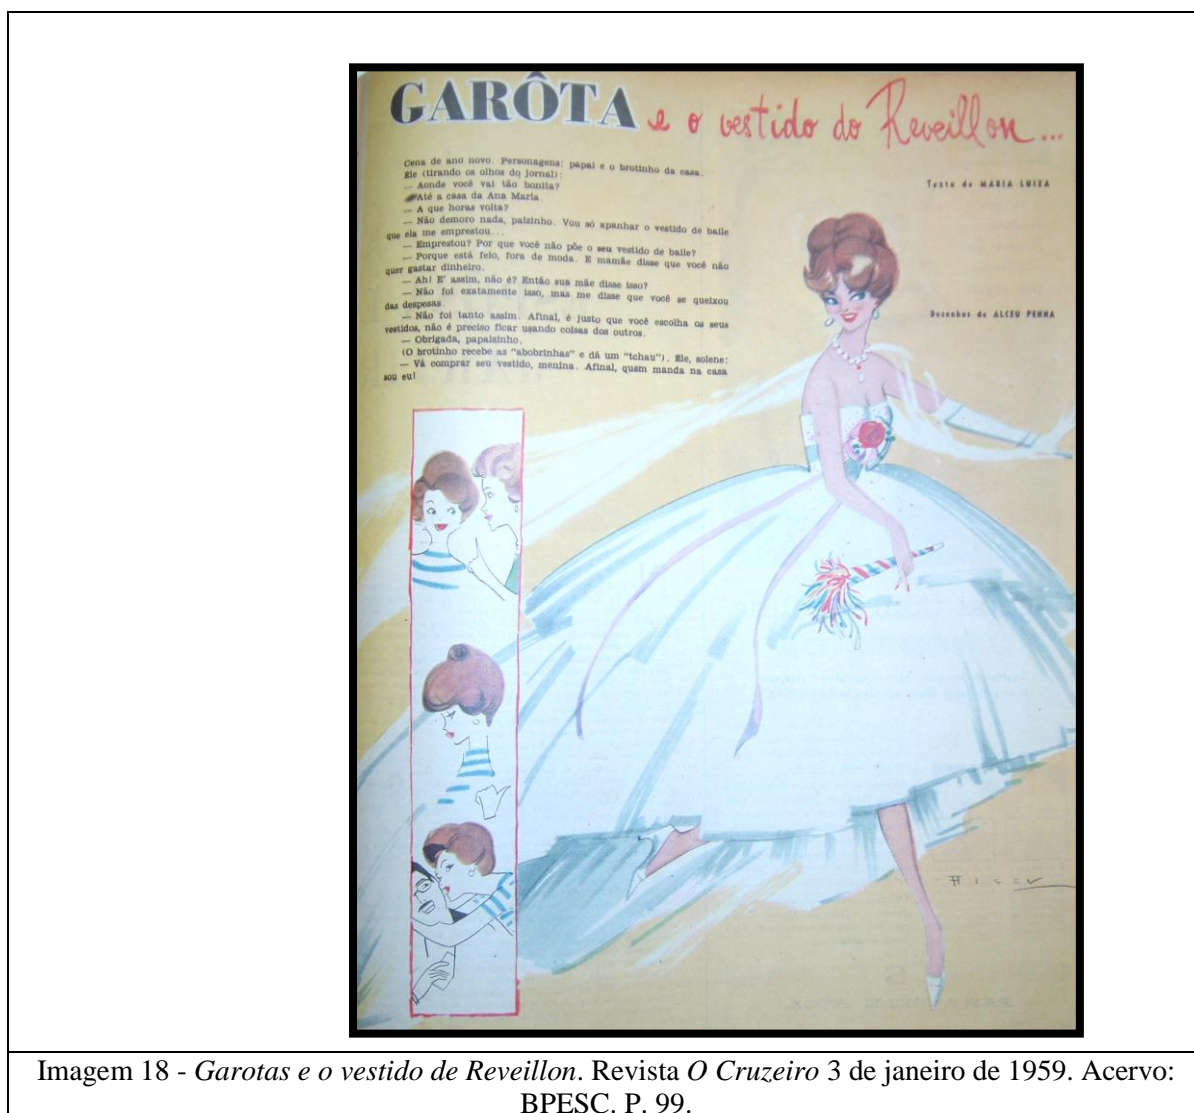 GARÔTA e o vestido do Reveillon...
Cena de ano novo. Personagens: papai e o brotinho da casa.
Êle (tirando os olhos do jornal):
— Aonde você vai tão bonita?
Até a casa da Ana Maria
— A que horas volta?
— Não demoro nada, paizinho. Vou só apanhar o vestido de baile
que ela me emprestou...
— Emprestou? Por que você não põe o seu vestido de baile?
— Porque está feio, fora de moda. E mamãe disse que você não
quer gastar dinheiro.
— Ah! E' assim, não é? Então sua mãe disse isso?
— Não foi exatamente isso, mas me disse que você se queixou
das despesas.
— Não foi tanto assim. Afinal, é justo que você escolha os seus
vestidos, não é preciso ficar usando coisas dos outros.
— Obrigada, papaizinho.
(O brotinho recebe as "abobrinhas" e dá um "tchau"). Êle, solene:
— Vá comprar seu vestido, menina. Afinal, quem manda na casa
sou eu!
Texto de MARIA LUIZA
Desenhos de ALCEU PENNA
ALCEU
Imagem 18 - Garotas e o vestido de Reveillon. Revista O Cruzeiro 3 de janeiro de 1959. Acervo:
BPESC. P. 99.